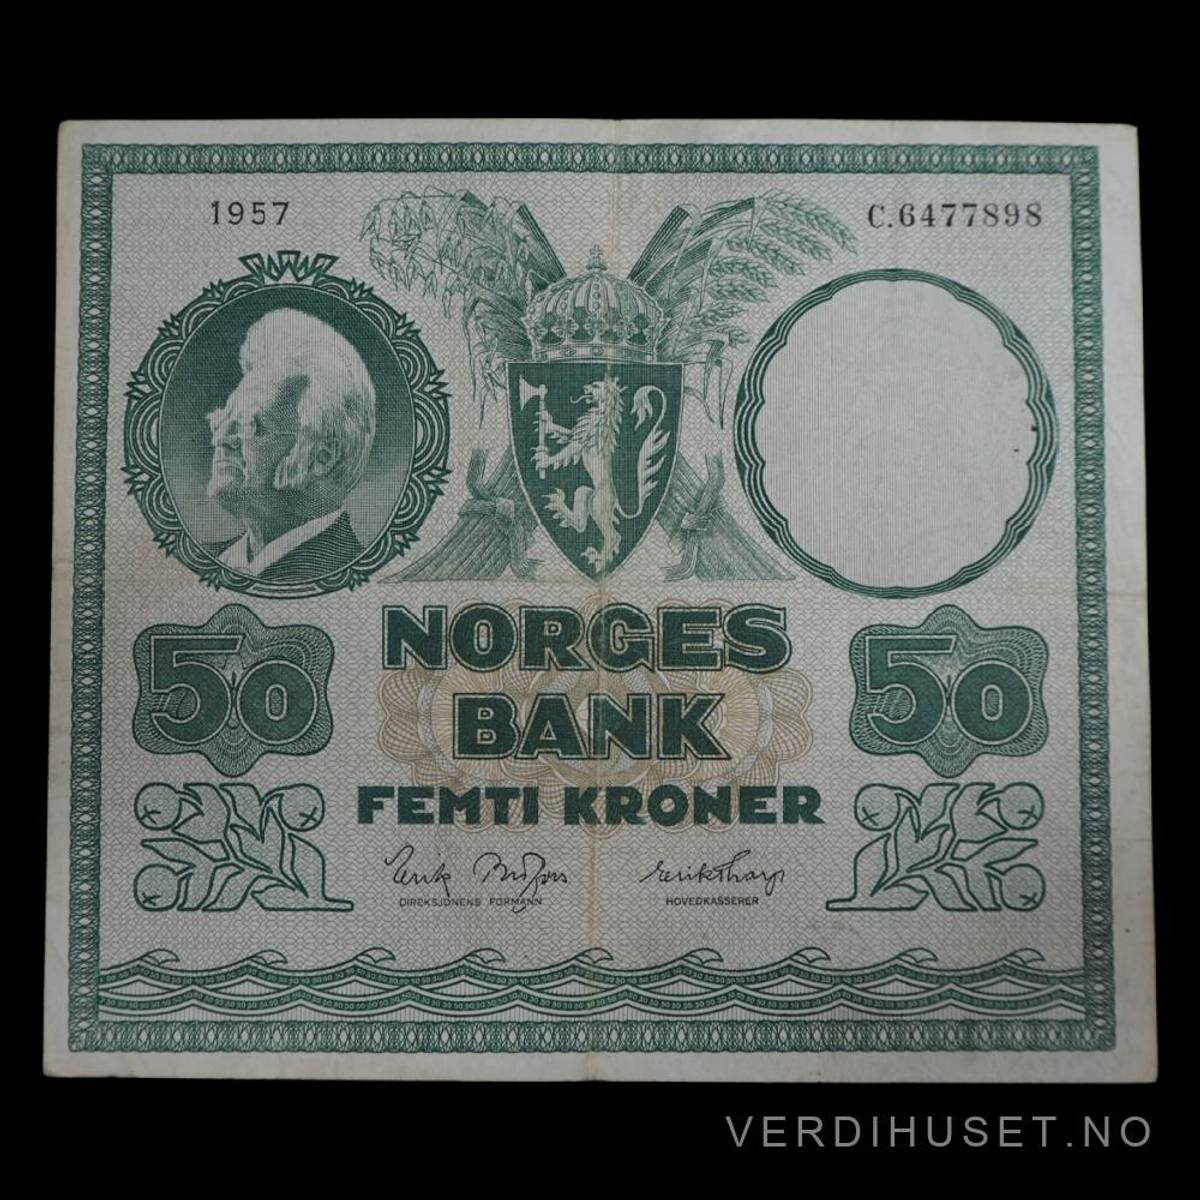 1957
C.6477898
50
NORGES
BANK
50
FEMTI KRONER
DIREKSJONENS FORMANN
HOVEDKASSERER
VERDIHUSET.NO